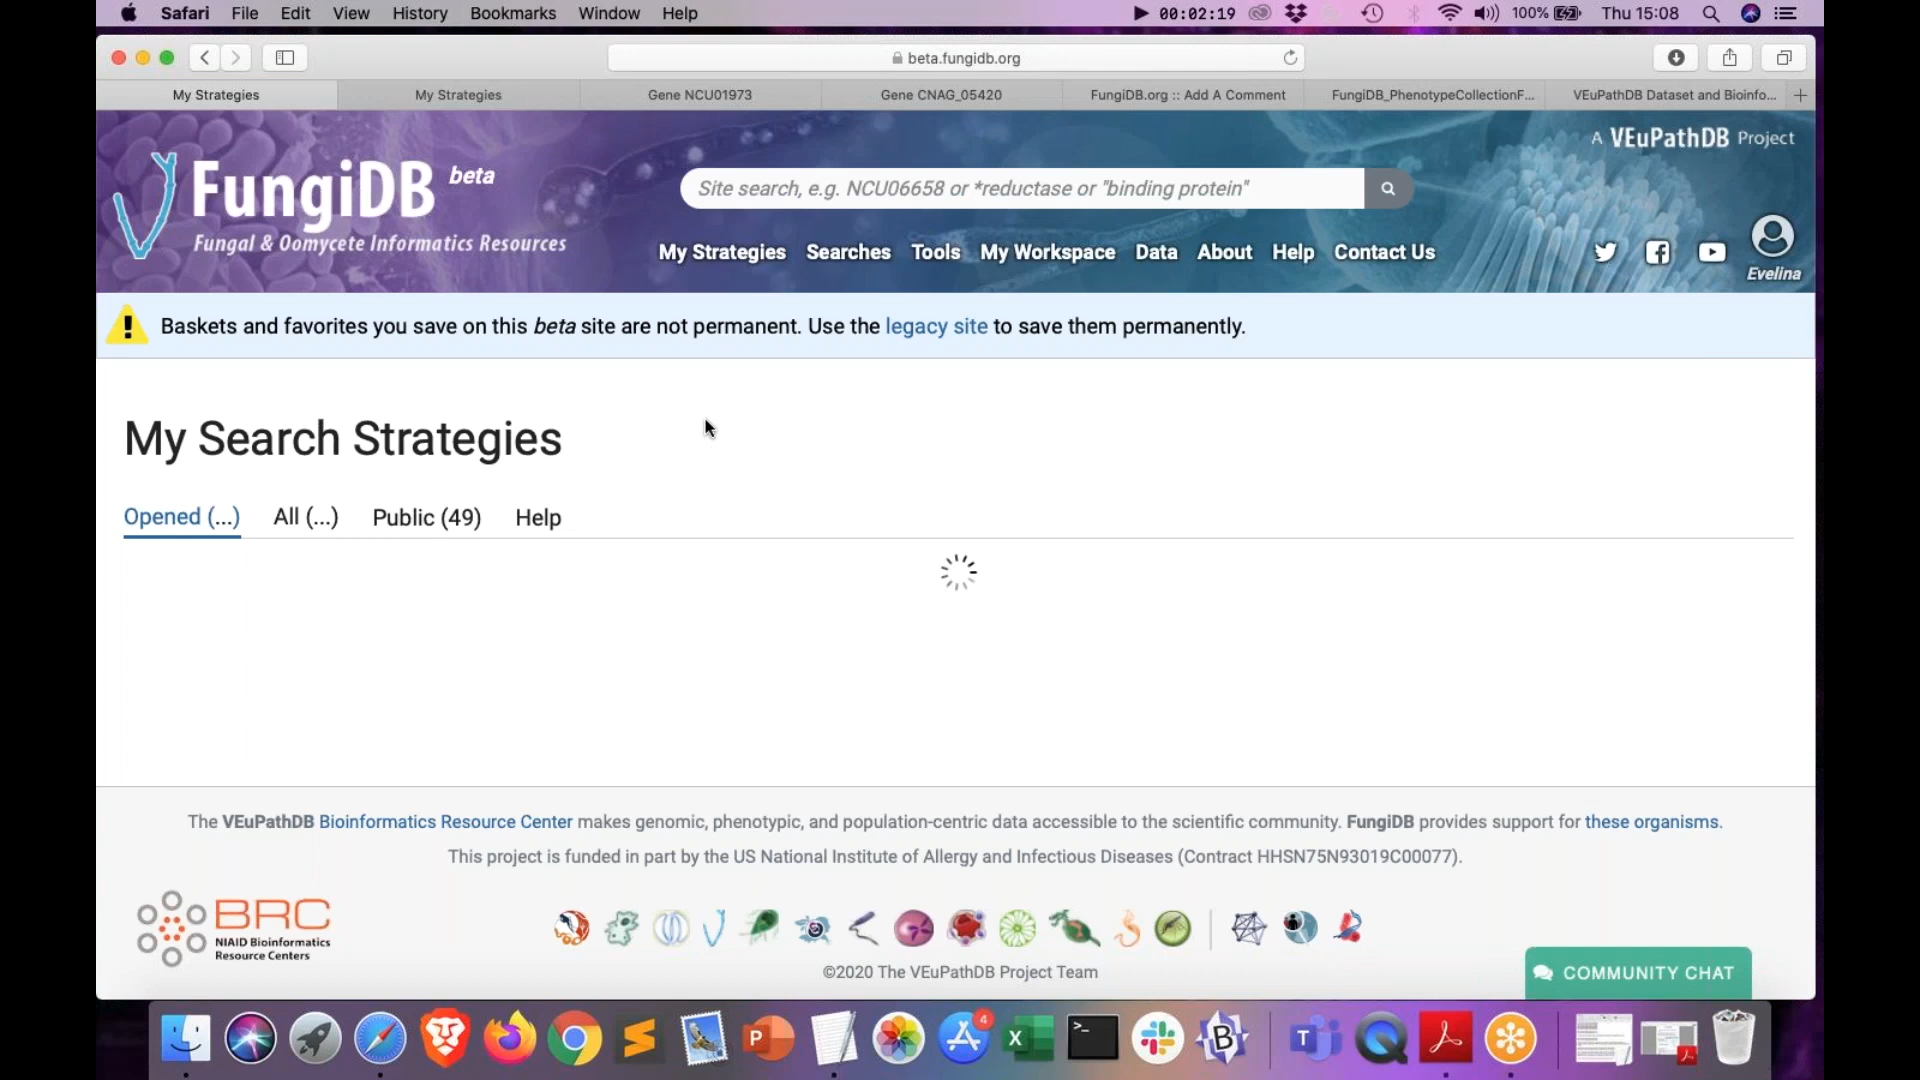 Safari File Edit View History Bookmarks Window Help 00:02:19 100% Thu 15:08
beta.fungidb.org
My Strategies My Strategies Gene NCU01973 Gene CNAG_05420 FungiDB.org :: Add A Comment FungiDB_PhenotypeCollectionF... VEuPathDB Dataset and Bioinfo...
A VEuPathDB Project
FungiDB beta
Fungal & Oomycete Informatics Resources
Site search, e.g. NCU06658 or *reductase or "binding protein"
My Strategies Searches Tools My Workspace Data About Help Contact Us
Evelina
Baskets and favorites you save on this beta site are not permanent. Use the legacy site to save them permanently.
My Search Strategies
Opened (...) All (...) Public (49) Help
The VEuPathDB Bioinformatics Resource Center makes genomic, phenotypic, and population-centric data accessible to the scientific community. FungiDB provides support for these organisms.
This project is funded in part by the US National Institute of Allergy and Infectious Diseases (Contract HHSN75N93019C00077).
BRC
NIAID Bioinformatics
Resource Centers
©2020 The VEuPathDB Project Team
COMMUNITY CHAT
4